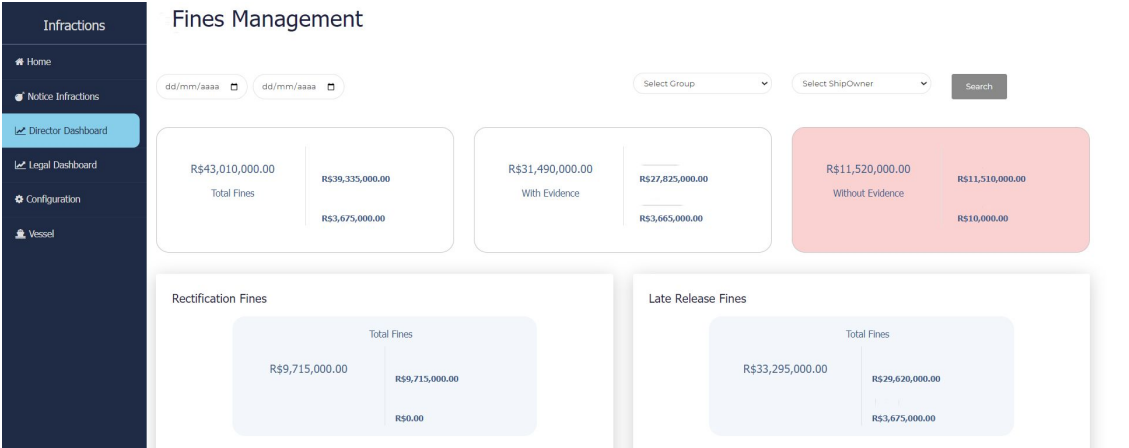 Infractions
Home
Notice Infractions
Director Dashboard
Legal Dashboard
Configuration
Vessel
Fines Management
dd/mm/aaaa
dd/mm/aaaa
Select Group
Select ShipOwner
Search
R$43,010,000.00
Total Fines
R$39,335,000.00
R$3,675,000.00
R$31,490,000.00
With Evidence
R$27,825,000.00
R$3,665,000.00
R$11,520,000.00
Without Evidence
R$11,510,000.00
R$10,000.00
Rectification Fines
Total Fines
R$9,715,000.00
R$9,715,000.00
R$0.00
Late Release Fines
Total Fines
R$33,295,000.00
R$29,620,000.00
R$3,675,000.00